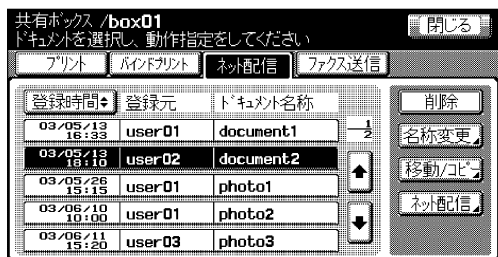 共有ボックス /box01
ドキュメントを選択し、動作指定をしてください
閉じる
プリント バインドプリント ネット配信 ファクス送信
登録時間 登録元 ドキュメント名称
03/05/13 16:33 user01 document1
03/05/13 18:10 user02 document2
03/05/26 15:15 user01 photo1
03/06/10 10:00 user01 photo2
03/06/11 15:20 user03 photo3
1/2
削除
名称変更
移動/コピー
ネット配信